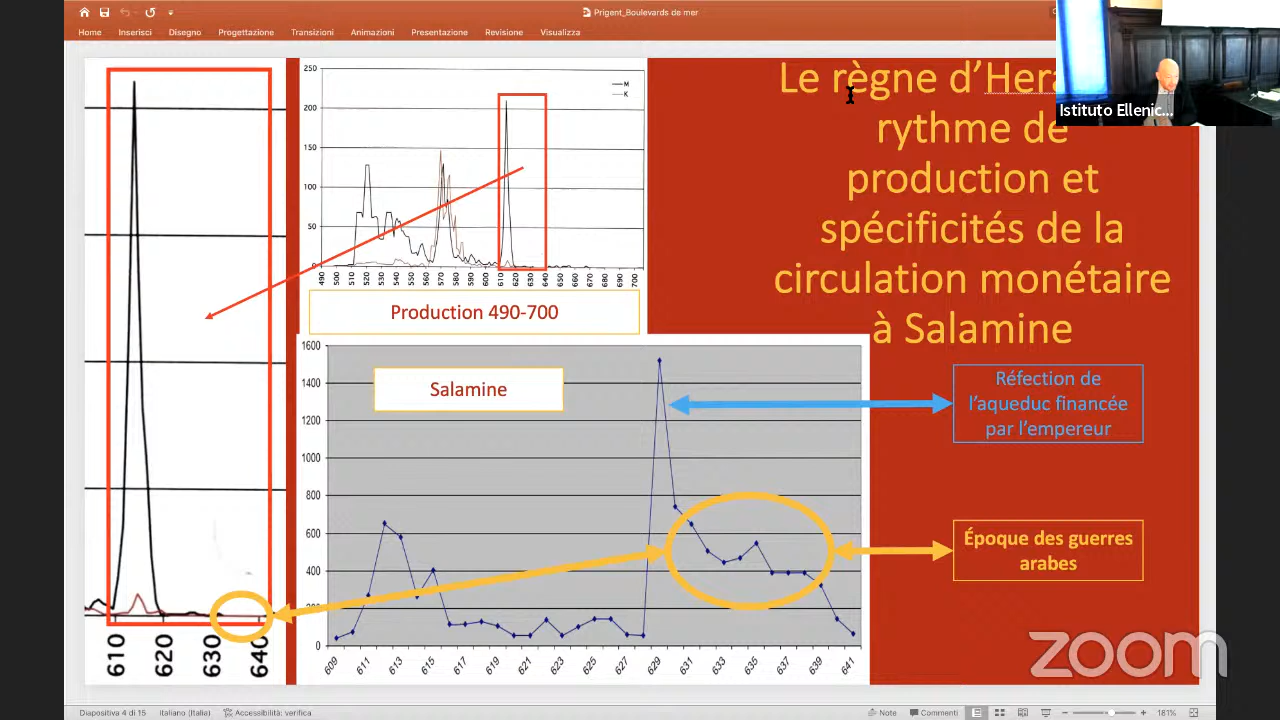 Prigent_Boulevards de mer
Home Inserisci Disegno Progettazione Transizioni Animazioni Presentazione Revisione Visualizza
Istituto Ellenic...
Le règne d'Hera
rythme de
production et
spécificités de la
circulation monétaire
à Salamine
250
200
150
100
50
0
M
K
490 500 510 520 530 540 550 560 570 580 590 600 610 620 630 640 650 660 670 680 690 700
Production 490-700
610 620 630 640
Salamine
1600
1400
1200
1000
800
600
400
200
0
609 611 613 615 617 619 621 623 625 627 629 631 633 635 637 639 641
Réfection de
l'aqueduc financée
par l'empereur
Époque des guerres
arabes
zoom
Diapositiva 4 di 15 Italiano (Italia) Accessibilità: verifica Note Commenti 181%